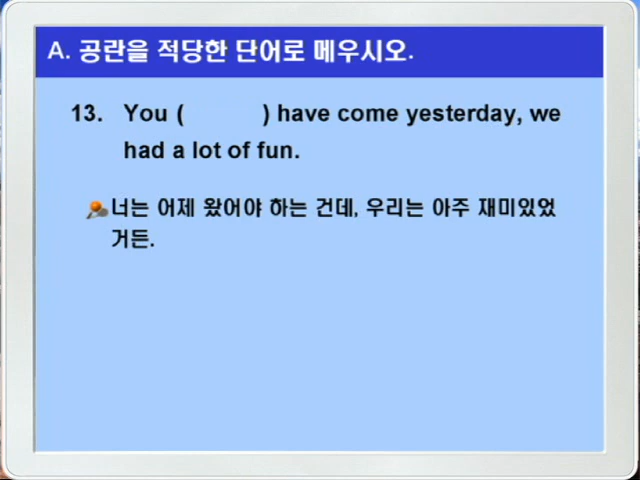 A. 공란을 적당한 단어로 메우시오.
13. You ( ) have come yesterday, we
had a lot of fun.
너는 어제 왔어야 하는 건데, 우리는 아주 재미있었
거든.